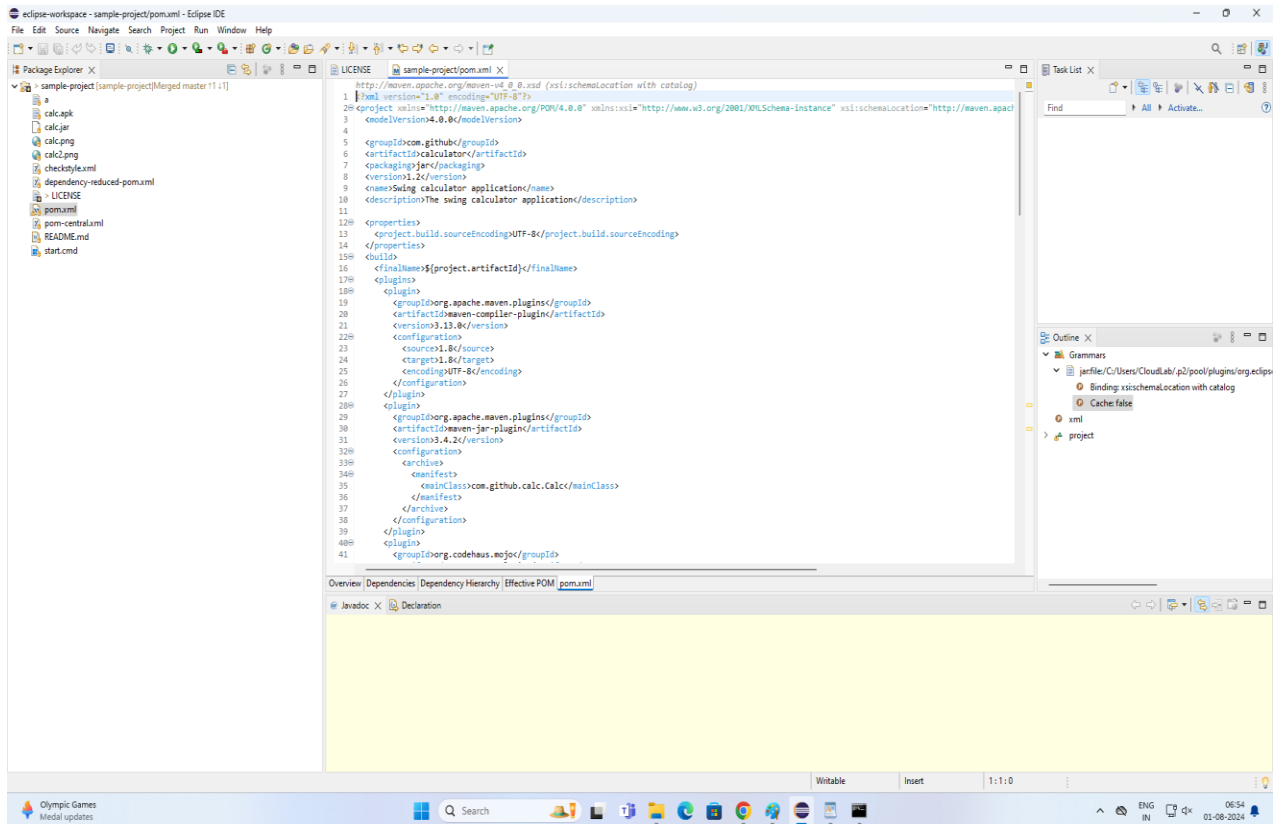 eclipse-workspace - sample-project/pom.xml - Eclipse IDE
File Edit Source Navigate Search Project Run Window Help
Package Explorer
> sample-project [sample-project|Merged master ↑1 ↓1]
a
calc.apk
calc.jar
calc.png
calc2.png
checkstyle.xml
dependency-reduced-pom.xml
> LICENSE
pom.xml
pom-central.xml
README.md
start.cmd
LICENSE
sample-project/pom.xml
http://maven.apache.org/maven-v4_0_0.xsd (xsi:schemaLocation with catalog)
1 <?xml version="1.0" encoding="UTF-8"?>
2 <project xmlns="http://maven.apache.org/POM/4.0.0" xmlns:xsi="http://www.w3.org/2001/XMLSchema-instance" xsi:schemaLocation="http://maven.apach
3 <modelVersion>4.0.0</modelVersion>
4
5 <groupId>com.github</groupId>
6 <artifactId>calculator</artifactId>
7 <packaging>jar</packaging>
8 <version>1.2</version>
9 <name>Swing calculator application</name>
10 <description>The swing calculator application</description>
11
12 <properties>
13 <project.build.sourceEncoding>UTF-8</project.build.sourceEncoding>
14 </properties>
15 <build>
16 <finalName>${project.artifactId}</finalName>
17 <plugins>
18 <plugin>
19 <groupId>org.apache.maven.plugins</groupId>
20 <artifactId>maven-compiler-plugin</artifactId>
21 <version>3.13.0</version>
22 <configuration>
23 <source>1.8</source>
24 <target>1.8</target>
25 <encoding>UTF-8</encoding>
26 </configuration>
27 </plugin>
28 <plugin>
29 <groupId>org.apache.maven.plugins</groupId>
30 <artifactId>maven-jar-plugin</artifactId>
31 <version>3.4.2</version>
32 <configuration>
33 <archive>
34 <manifest>
35 <mainClass>com.github.calc.Calc</mainClass>
36 </manifest>
37 </archive>
38 </configuration>
39 </plugin>
40 <plugin>
41 <groupId>org.codehaus.mojo</groupId>
Overview Dependencies Dependency Hierarchy Effective POM pom.xml
Javadoc
Declaration
Task List
Find
All
Activate...
Outline
Grammars
jar:file:/C:/Users/CloudLab/.p2/pool/plugins/org.eclips
Binding: xsi:schemaLocation with catalog
Cache: false
xml
project
Writable
Insert
1:1:0
Olympic Games
Medal updates
Search
ENG
IN
06:54
01-08-2024